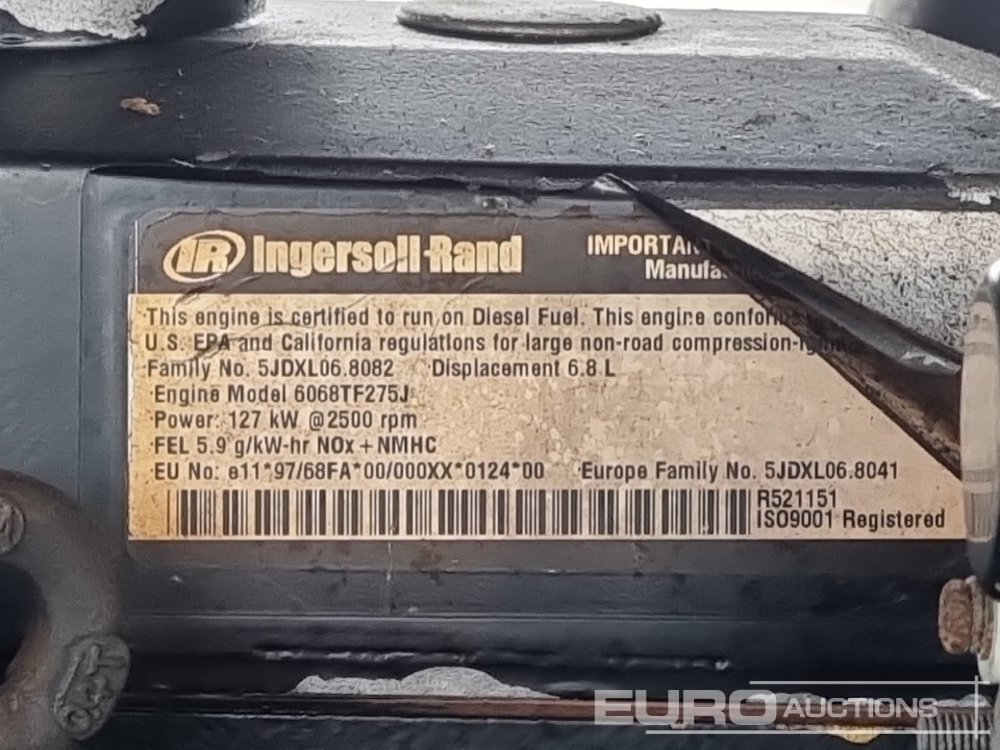 IR Ingersoll-Rand
IMPORTAN
Manufac
This engine is certified to run on Diesel Fuel. This engine conforms
U.S. EPA and California regulations for large non-road compression-
Family No. 5JDXL06.8082 Displacement 6.8 L
Engine Model 6068TF275J
Power: 127 kW @2500 rpm
FEL 5.9 g/kW-hr NOx + NMHC
EU No: e11*97/68FA*00/000XX*0124*00 Europe Family No. 5JDXL06.8041
R521151
ISO9001 Registered
EURO AUCTIONS